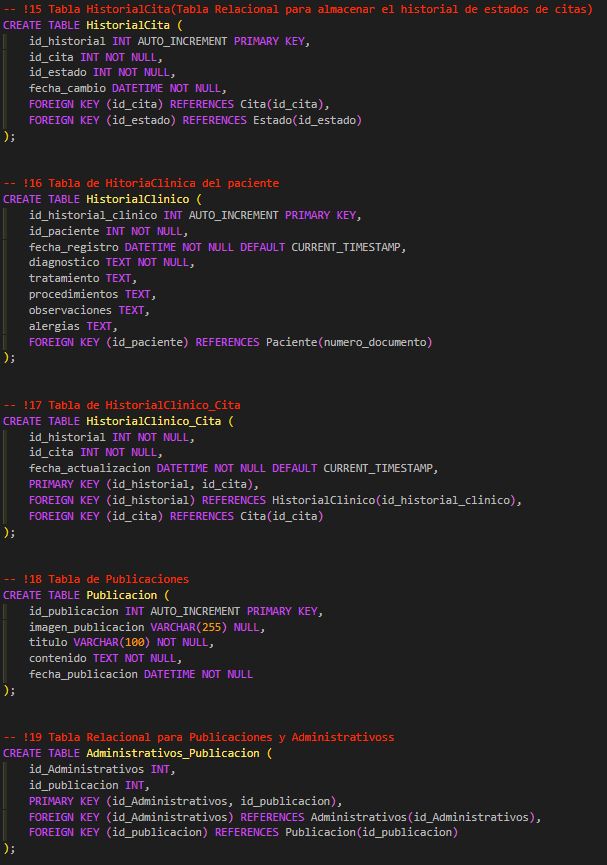 -- !15 Tabla HistorialCita(Tabla Relacional para almacenar el historial de estados de citas)
CREATE TABLE HistorialCita (
id_historial INT AUTO_INCREMENT PRIMARY KEY,
id_cita INT NOT NULL,
id_estado INT NOT NULL,
fecha_cambio DATETIME NOT NULL,
FOREIGN KEY (id_cita) REFERENCES Cita(id_cita),
FOREIGN KEY (id_estado) REFERENCES Estado(id_estado)
);
-- !16 Tabla de HitoriaClinica del paciente
CREATE TABLE HistorialClinico (
id_historial_clinico INT AUTO_INCREMENT PRIMARY KEY,
id_paciente INT NOT NULL,
fecha_registro DATETIME NOT NULL DEFAULT CURRENT_TIMESTAMP,
diagnostico TEXT NOT NULL,
tratamiento TEXT,
procedimientos TEXT,
observaciones TEXT,
alergias TEXT,
FOREIGN KEY (id_paciente) REFERENCES Paciente(numero_documento)
);
-- !17 Tabla de HistorialClinico_Cita
CREATE TABLE HistorialClinico_Cita (
id_historial INT NOT NULL,
id_cita INT NOT NULL,
fecha_actualizacion DATETIME NOT NULL DEFAULT CURRENT_TIMESTAMP,
PRIMARY KEY (id_historial, id_cita),
FOREIGN KEY (id_historial) REFERENCES HistorialClinico(id_historial_clinico),
FOREIGN KEY (id_cita) REFERENCES Cita(id_cita)
);
-- !18 Tabla de Publicaciones
CREATE TABLE Publicacion (
id_publicacion INT AUTO_INCREMENT PRIMARY KEY,
imagen_publicacion VARCHAR(255) NULL,
titulo VARCHAR(100) NOT NULL,
contenido TEXT NOT NULL,
fecha_publicacion DATETIME NOT NULL
);
-- !19 Tabla Relacional para Publicaciones y Administrativoss
CREATE TABLE Administrativos_Publicacion (
id_Administrativos INT,
id_publicacion INT,
PRIMARY KEY (id_Administrativos, id_publicacion),
FOREIGN KEY (id_Administrativos) REFERENCES Administrativos(id_Administrativos),
FOREIGN KEY (id_publicacion) REFERENCES Publicacion(id_publicacion)
);